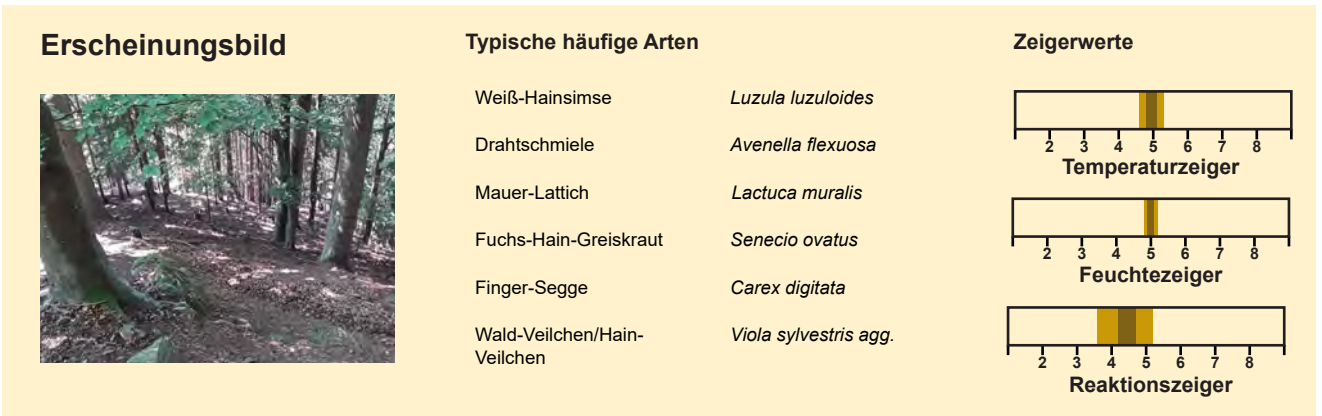 Erscheinungsbild
Typische häufige Arten
Zeigerwerte
Weiß-Hainsimse
Luzula luzuloides
Drahtschmiele
Avenella flexuosa
Mauer-Lattich
Lactuca muralis
Fuchs-Hain-Greiskraut
Senecio ovatus
Finger-Segge
Carex digitata
Wald-Veilchen/Hain-
Veilchen
Viola sylvestris agg.
2 3 4 5 6 7 8
Temperaturzeiger
2 3 4 5 6 7 8
Feuchtezeiger
2 3 4 5 6 7 8
Reaktionszeiger